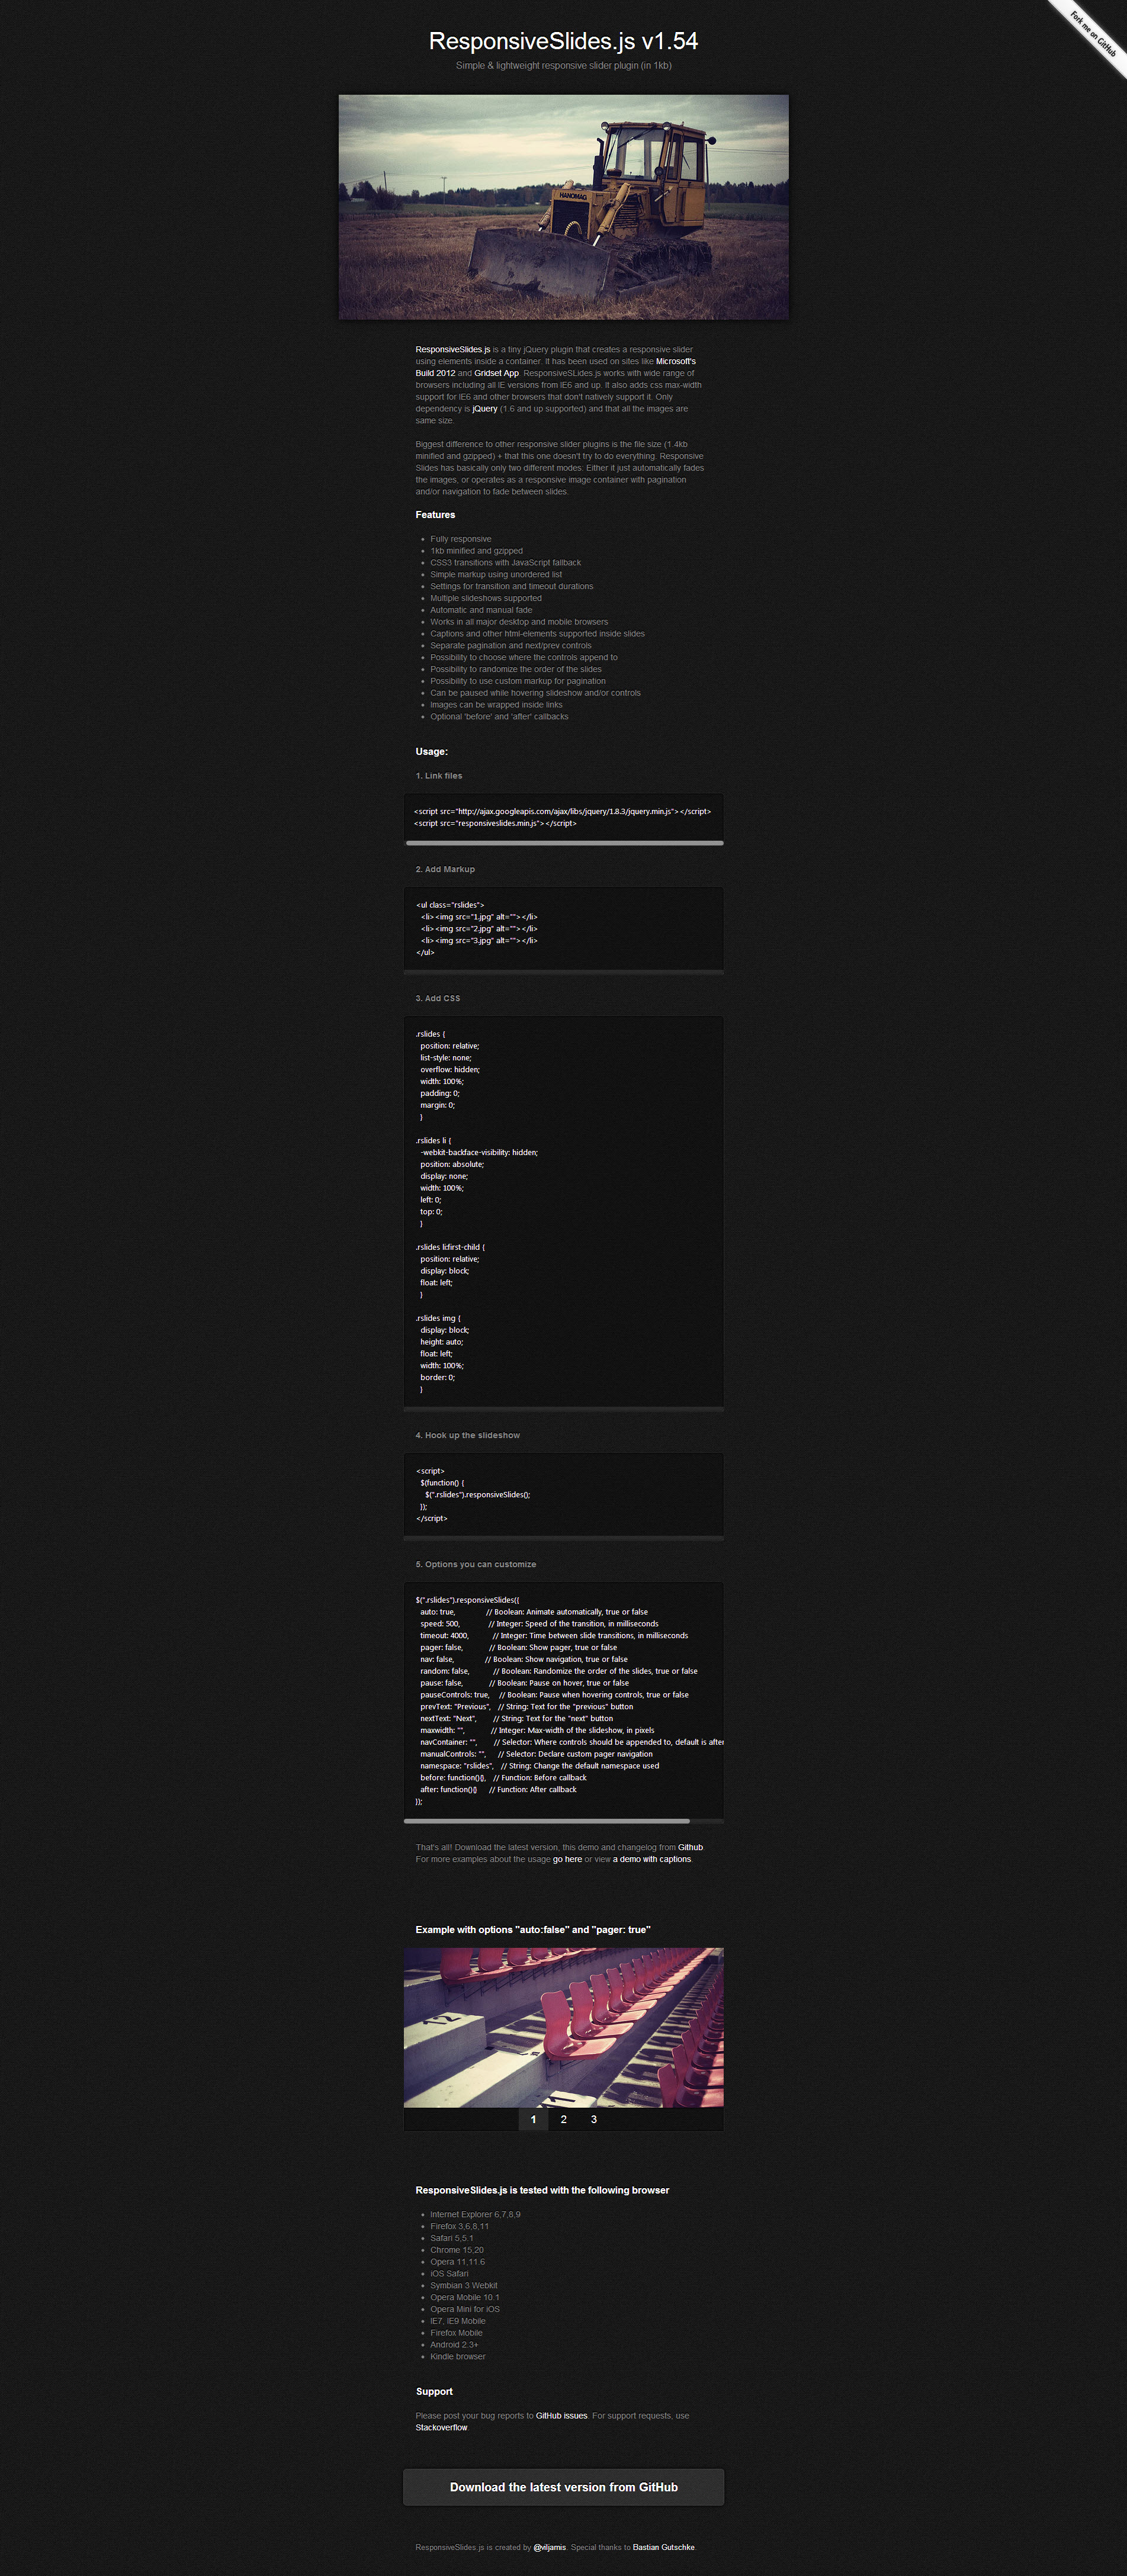 Fork me on GitHub
ResponsiveSlides.js v1.54
Simple & lightweight responsive slider plugin (in 1kb)
HANOMAG
ResponsiveSlides.js is a tiny jQuery plugin that creates a responsive slider
using elements inside a container. It has been used on sites like Microsoft's
Build 2012 and Gridset App. ResponsiveSLides.js works with wide range of
browsers including all IE versions from IE6 and up. It also adds css max-width
support for IE6 and other browsers that don't natively support it. Only
dependency is jQuery (1.6 and up supported) and that all the images are
same size.
Biggest difference to other responsive slider plugins is the file size (1.4kb
minified and gzipped) + that this one doesn't try to do everything. Responsive
Slides has basically only two different modes: Either it just automatically fades
the images, or operates as a responsive image container with pagination
and/or navigation to fade between slides.
Features
• Fully responsive
• 1kb minified and gzipped
• CSS3 transitions with JavaScript fallback
• Simple markup using unordered list
• Settings for transition and timeout durations
• Multiple slideshows supported
• Automatic and manual fade
• Works in all major desktop and mobile browsers
• Captions and other html-elements supported inside slides
• Separate pagination and next/prev controls
• Possibility to choose where the controls append to
• Possibility to randomize the order of the slides
• Possibility to use custom markup for pagination
• Can be paused while hovering slideshow and/or controls
• Images can be wrapped inside links
• Optional 'before' and 'after' callbacks
Usage:
1. Link files
<script src="http://ajax.googleapis.com/ajax/libs/jquery/1.8.3/jquery.min.js"></script>
<script src="responsiveslides.min.js"></script>
2. Add Markup
<ul class="rslides">
  <li><img src="1.jpg" alt=""></li>
  <li><img src="2.jpg" alt=""></li>
  <li><img src="3.jpg" alt=""></li>
</ul>
3. Add CSS
.rslides {
  position: relative;
  list-style: none;
  overflow: hidden;
  width: 100%;
  padding: 0;
  margin: 0;
  }
.rslides li {
  -webkit-backface-visibility: hidden;
  position: absolute;
  display: none;
  width: 100%;
  left: 0;
  top: 0;
  }
.rslides li:first-child {
  position: relative;
  display: block;
  float: left;
  }
.rslides img {
  display: block;
  height: auto;
  float: left;
  width: 100%;
  border: 0;
  }
4. Hook up the slideshow
<script>
  $(function() {
    $(".rslides").responsiveSlides();
  });
</script>
5. Options you can customize
$(".rslides").responsiveSlides({
  auto: true, // Boolean: Animate automatically, true or false
  speed: 500, // Integer: Speed of the transition, in milliseconds
  timeout: 4000, // Integer: Time between slide transitions, in milliseconds
  pager: false, // Boolean: Show pager, true or false
  nav: false, // Boolean: Show navigation, true or false
  random: false, // Boolean: Randomize the order of the slides, true or false
  pause: false, // Boolean: Pause on hover, true or false
  pauseControls: true, // Boolean: Pause when hovering controls, true or false
  prevText: "Previous", // String: Text for the "previous" button
  nextText: "Next", // String: Text for the "next" button
  maxwidth: "", // Integer: Max-width of the slideshow, in pixels
  navContainer: "", // Selector: Where controls should be appended to, default is after
  manualControls: "", // Selector: Declare custom pager navigation
  namespace: "rslides", // String: Change the default namespace used
  before: function(){}, // Function: Before callback
  after: function(){} // Function: After callback
});
That's all! Download the latest version, this demo and changelog from Github.
For more examples about the usage go here or view a demo with captions.
Example with options "auto:false" and "pager: true"
12
11
1 2 3
ResponsiveSlides.js is tested with the following browser
• Internet Explorer 6,7,8,9
• Firefox 3,6,8,11
• Safari 5,5.1
• Chrome 15,20
• Opera 11,11.6
• iOS Safari
• Symbian 3 Webkit
• Opera Mobile 10.1
• Opera Mini for iOS
• IE7, IE9 Mobile
• Firefox Mobile
• Android 2.3+
• Kindle browser
Support
Please post your bug reports to GitHub issues. For support requests, use
Stackoverflow.
Download the latest version from GitHub
ResponsiveSlides.js is created by @viljamis. Special thanks to Bastian Gutschke.